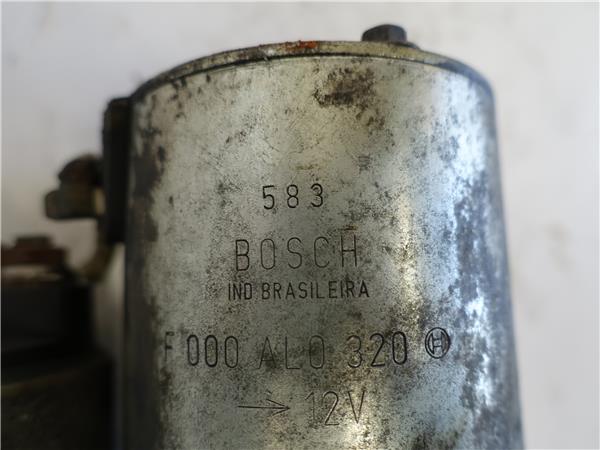 583
BOSCH
IND BRASILEIRA
F 000 AL0 320
→ 12V